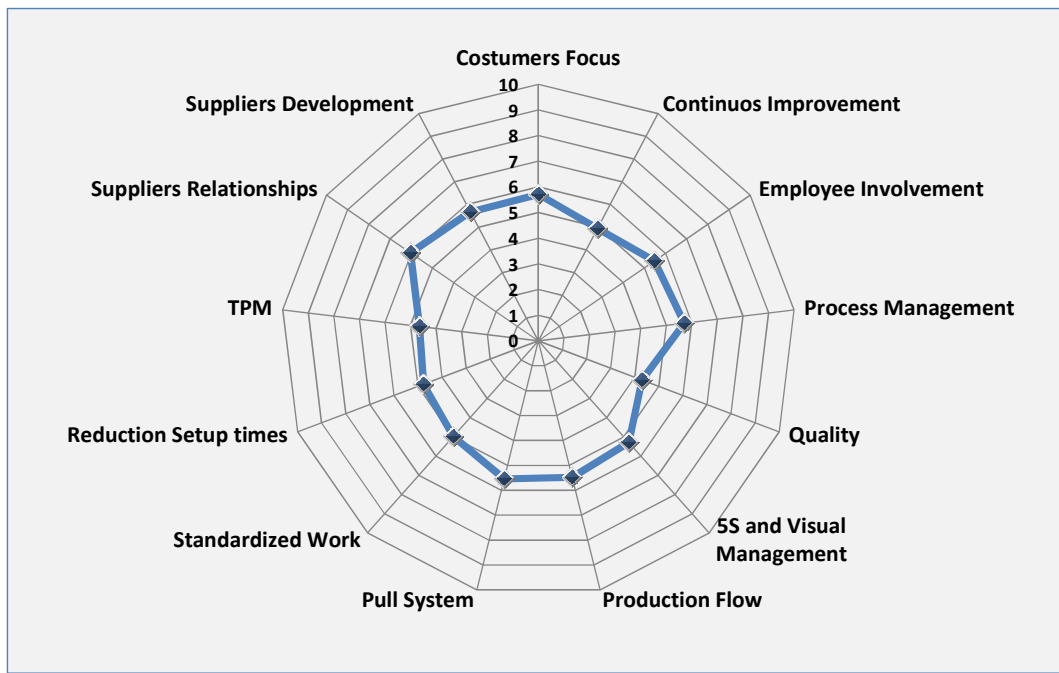 Costumers Focus
Continuos Improvement
Employee Involvement
Process Management
Quality
5S and Visual
Management
Production Flow
Pull System
Standardized Work
Reduction Setup times
TPM
Suppliers Relationships
Suppliers Development
10
9
8
7
6
5
4
3
2
1
0